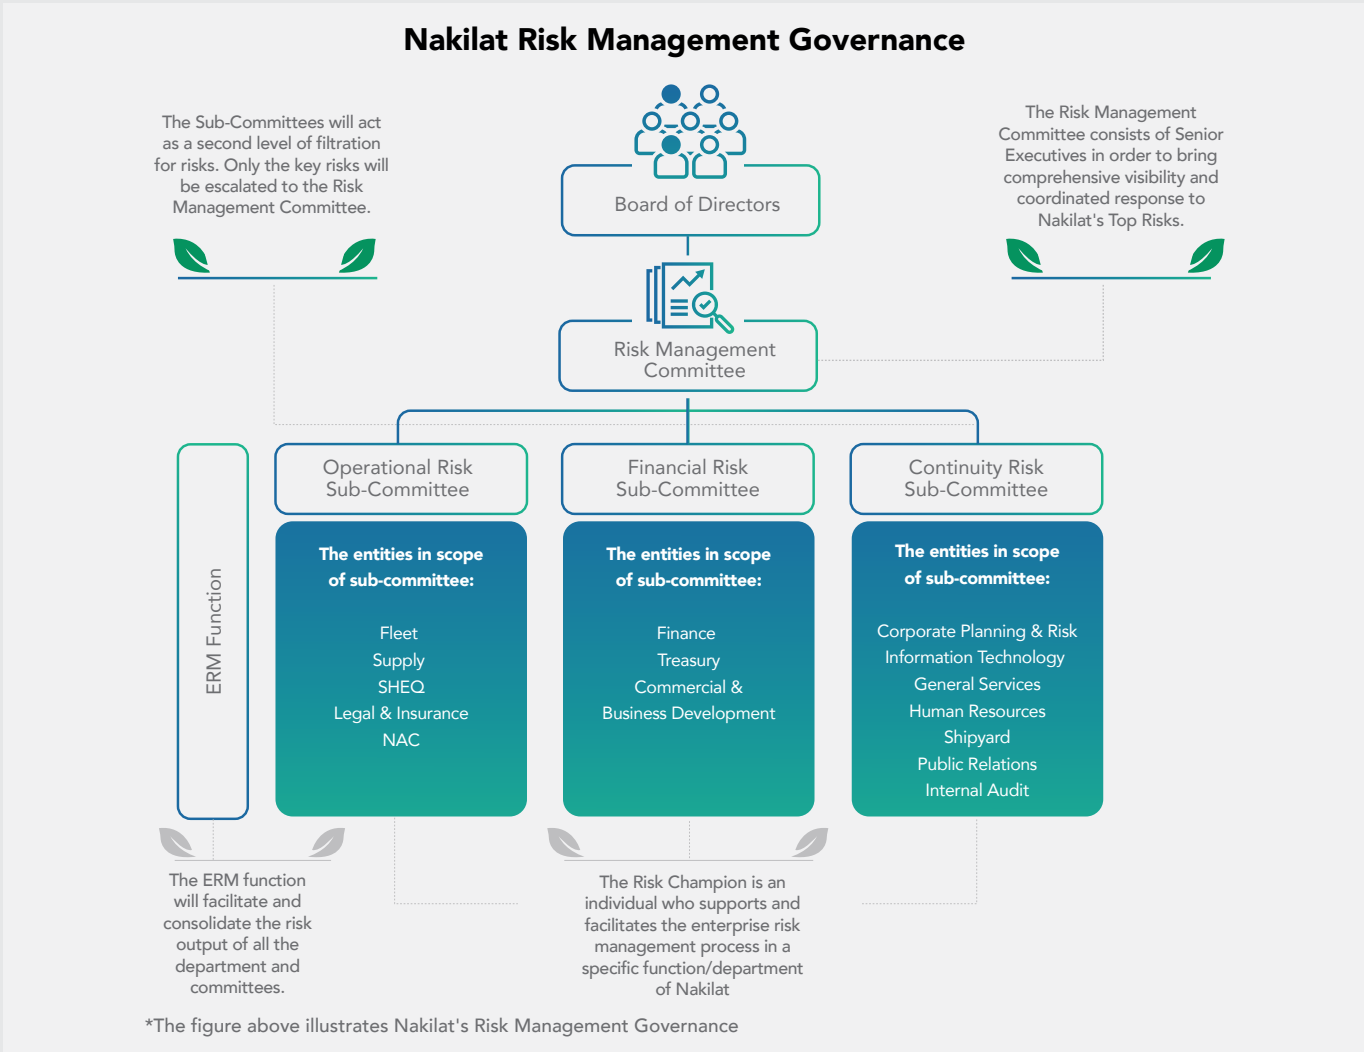 Nakilat Risk Management Governance
The Sub-Committees will act
as a second level of filtration
for risks. Only the key risks will
be escalated to the Risk
Management Committee.
The Risk Management
Committee consists of Senior
Executives in order to bring
comprehensive visibility and
coordinated response to
Nakilat's Top Risks.
Board of Directors
Risk Management
Committee
ERM Function
Operational Risk
Sub-Committee
The entities in scope
of sub-committee:
Fleet
Supply
SHEQ
Legal & Insurance
NAC
Financial Risk
Sub-Committee
The entities in scope
of sub-committee:
Finance
Treasury
Commercial &
Business Development
Continuity Risk
Sub-Committee
The entities in scope
of sub-committee:
Corporate Planning & Risk
Information Technology
General Services
Human Resources
Shipyard
Public Relations
Internal Audit
The ERM function
will facilitate and
consolidate the risk
output of all the
department and
committees.
The Risk Champion is an
individual who supports and
facilitates the enterprise risk
management process in a
specific function/department
of Nakilat
*The figure above illustrates Nakilat's Risk Management Governance